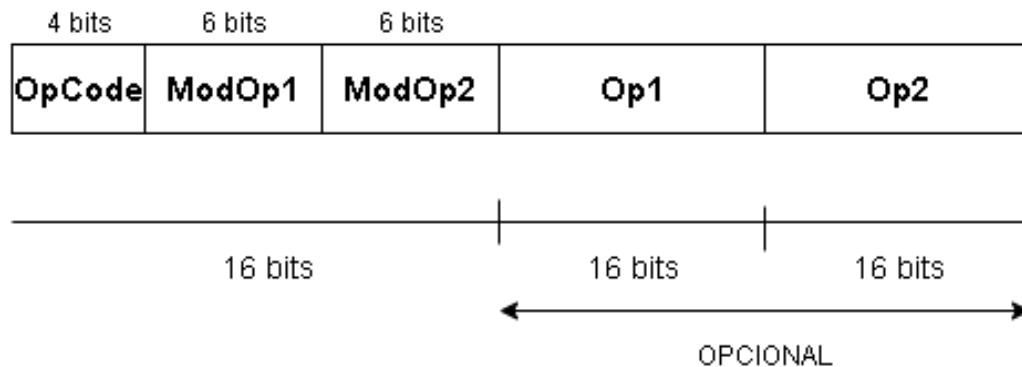 4 bits 6 bits 6 bits
OpCode ModOp1 ModOp2 Op1 Op2
16 bits 16 bits 16 bits
OPCIONAL